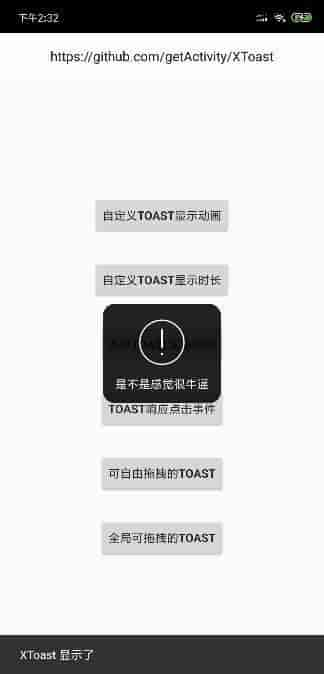 下午2:32
https://github.com/getActivity/XToast
自定义TOAST显示动画
自定义TOAST显示时长
是不是感觉很牛逼
TOAST响应点击事件
可自由拖拽的TOAST
全局可拖拽的TOAST
XToast 显示了